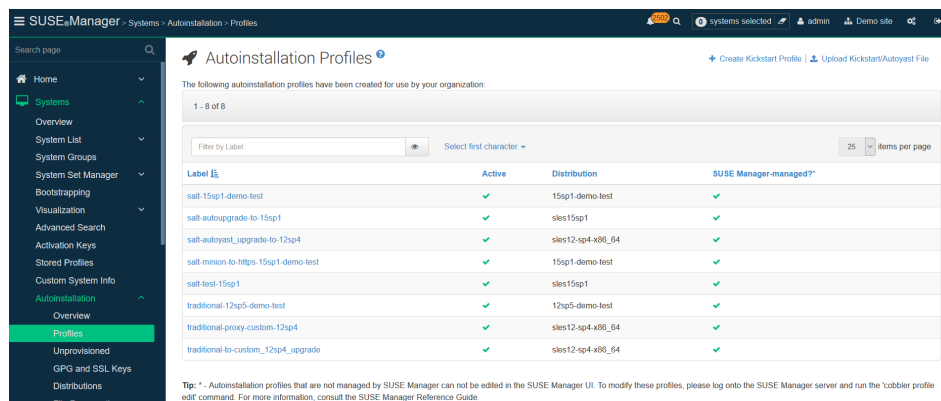 SUSE®Manager > Systems > Autoinstallation > Profiles
2502
0 systems selected
admin
Demo site
Search page
Home
Systems
Overview
System List
System Groups
System Set Manager
Bootstrapping
Visualization
Advanced Search
Activation Keys
Stored Profiles
Custom System Info
Autoinstallation
Overview
Profiles
Unprovisioned
GPG and SSL Keys
Distributions
Autoinstallation Profiles ?
+ Create Kickstart Profile | Upload Kickstart/Autoyast File
The following autoinstallation profiles have been created for use by your organization:
1 - 8 of 8
Filter by Label:
Select first character
25 items per page
Label Active Distribution SUSE Manager-managed?*
salt-15sp1-demo-test 15sp1-demo-test
salt-autoupgrade-to-15sp1 sles15sp1
salt-autoyast_upgrade-to-12sp4 sles12-sp4-x86_64
salt-minion-to-https-15sp1-demo-test 15sp1-demo-test
salt-test-15sp1 sles15sp1
traditional-12sp5-demo-test 12sp5-demo-test
traditional-proxy-custom-12sp4 sles12-sp4-x86_64
traditional-to-custom_12sp4_upgrade sles12-sp4-x86_64
Tip: * - Autoinstallation profiles that are not managed by SUSE Manager can not be edited in the SUSE Manager UI. To modify these profiles, please log onto the SUSE Manager server and run the 'cobbler profile
edit' command. For more information, consult the SUSE Manager Reference Guide.